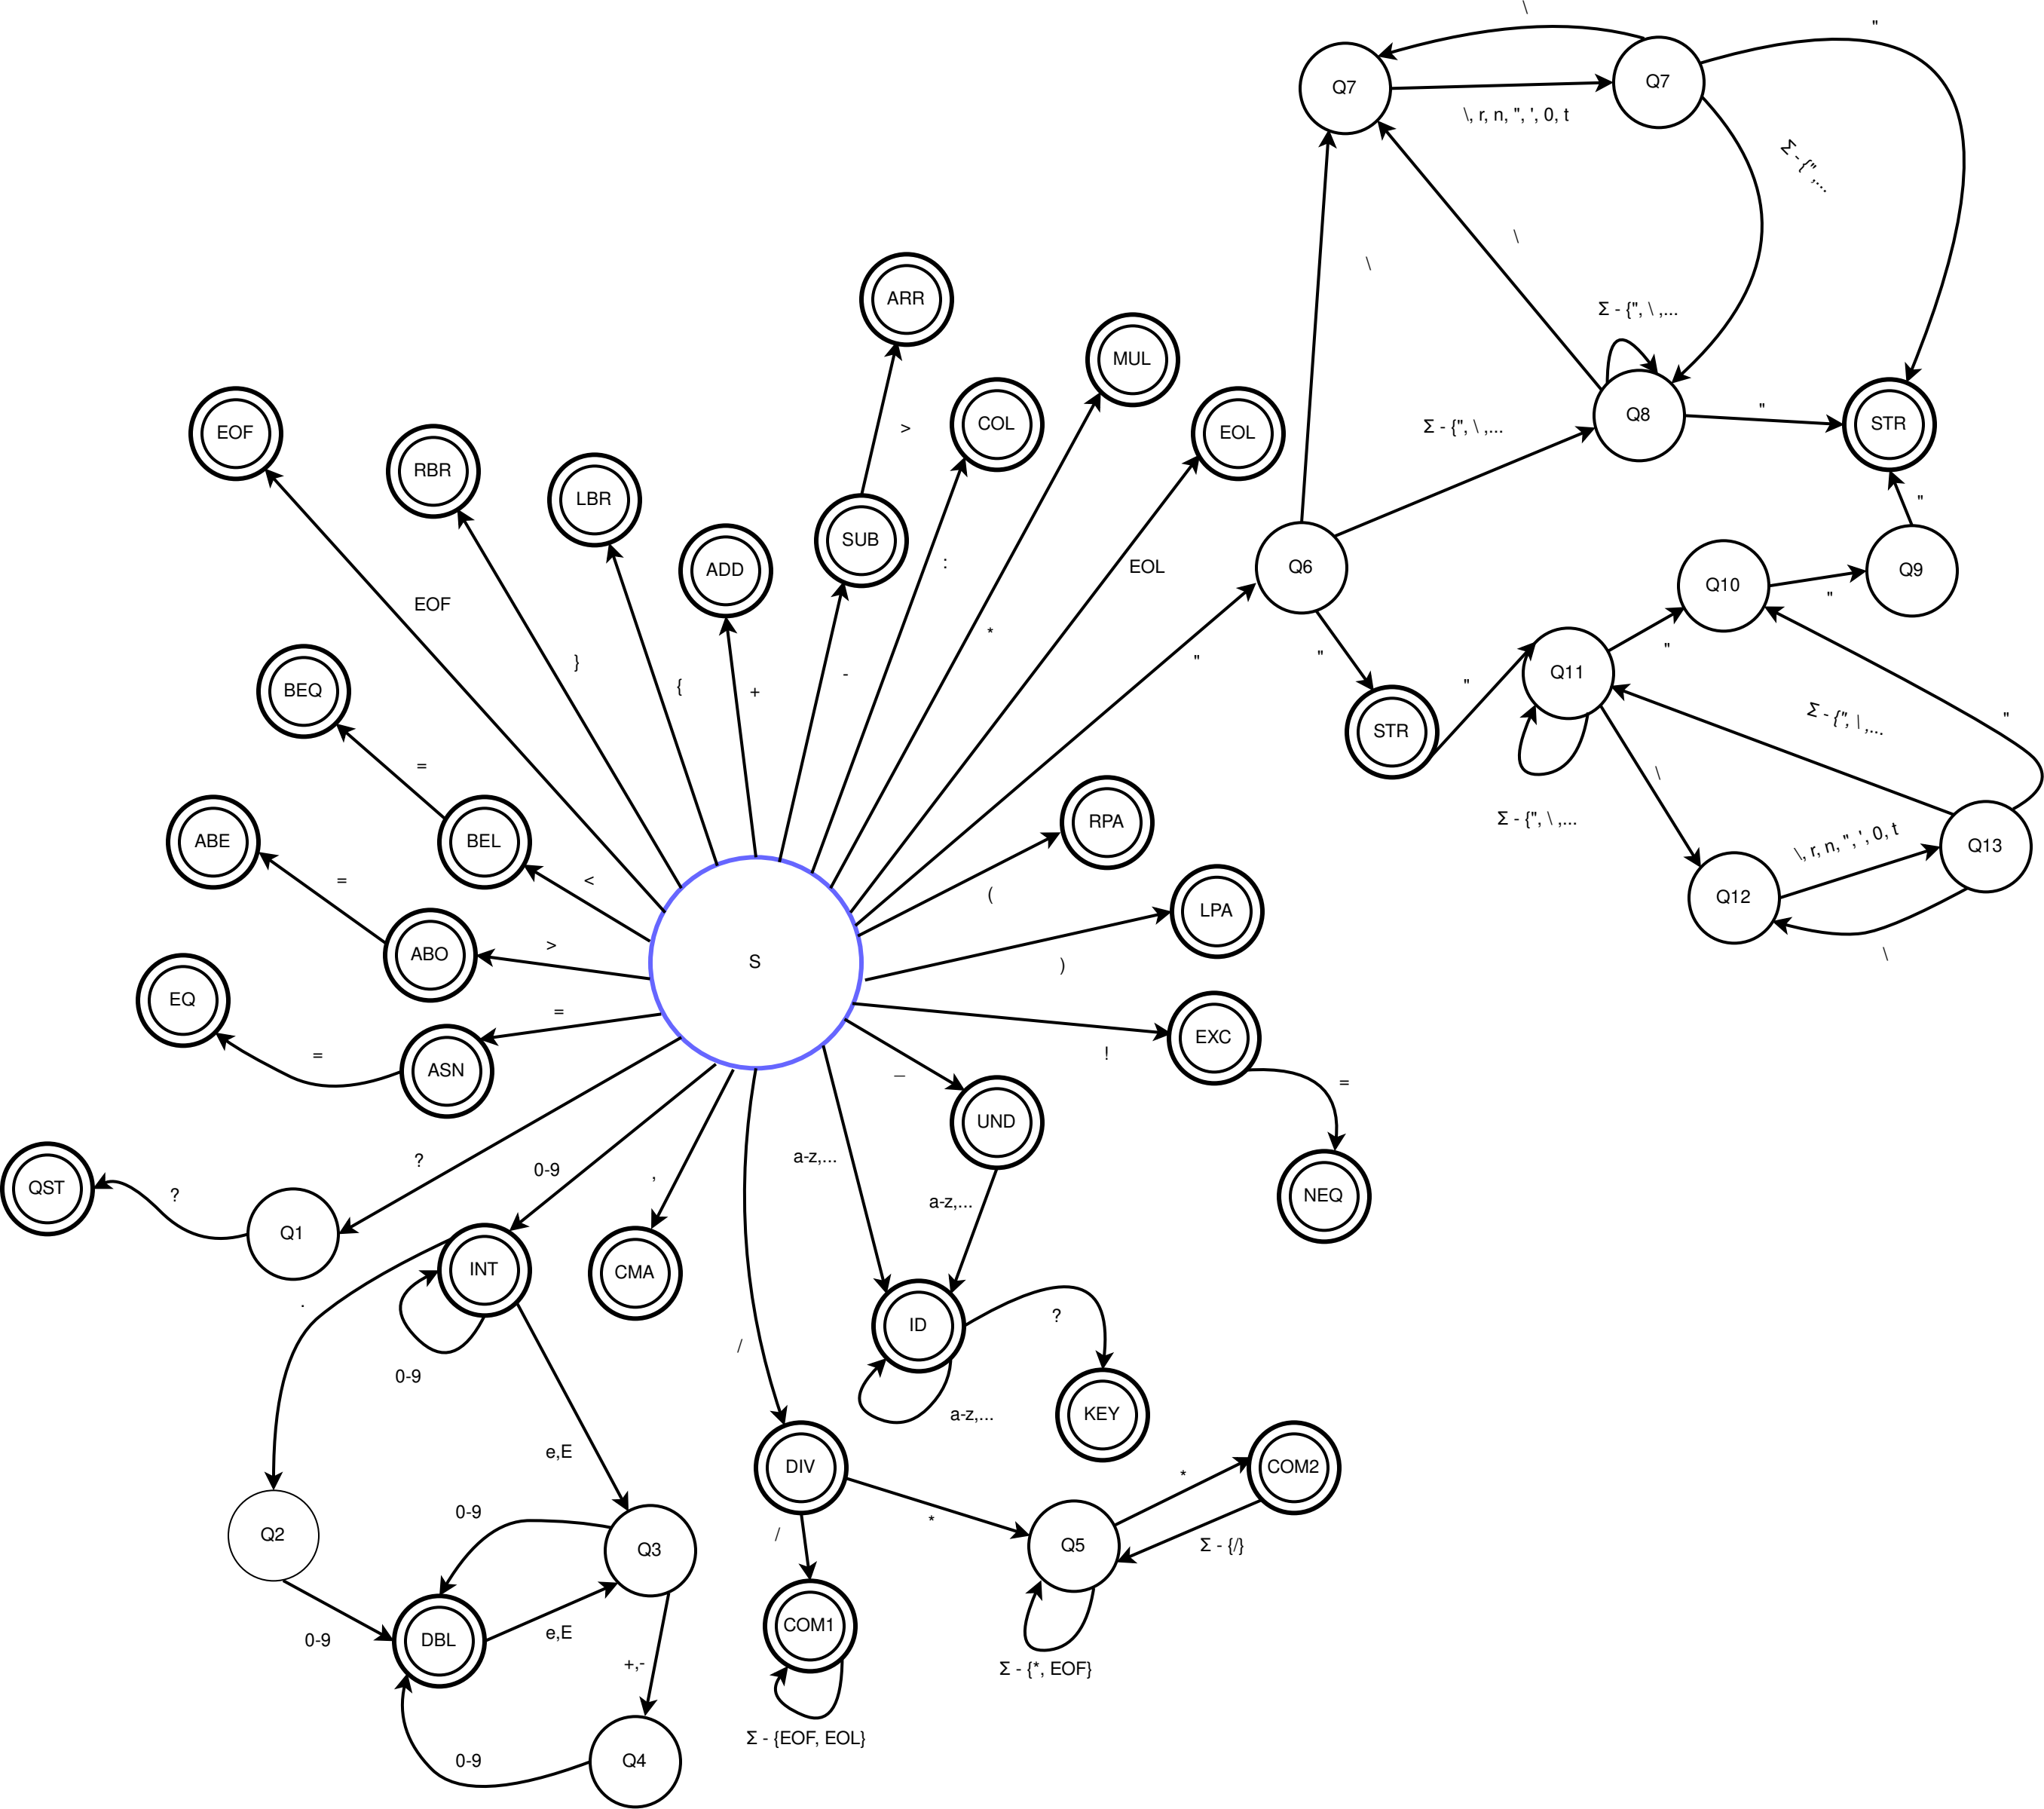 \
"
Q7
Q7
\, r, n, ", ', 0, t
Σ - {",...
\
\
ARR
Σ - {", \ ,...
MUL
COL
EOL
EOF
RBR
LBR
>
Q8
"
STR
Σ - {", \ ,...
"
SUB
ADD
:
EOL
Q6
Q10
Q9
"
EOF
*
}
{
+
-
"
"
"
"
Q11
BEQ
Σ - {", \ ,...
"
STR
=
\
Σ - {", \ ,...
RPA
ABE
BEL
\, r, n, ",', 0, t
Q13
=
<
(
Q12
LPA
ABO
>
S
)
\
EQ
=
EXC
=
ASN
!
_
=
UND
?
0-9
,
a-z,...
QST
?
a-z,...
NEQ
Q1
INT
CMA
.
ID
?
/
0-9
KEY
a-z,...
e,E
DIV
*
COM2
0-9
*
/
Q2
Q3
Q5
Σ - {/}
0-9
DBL
e,E
COM1
+,-
Σ - {*, EOF}
Σ - {EOF, EOL}
0-9
Q4